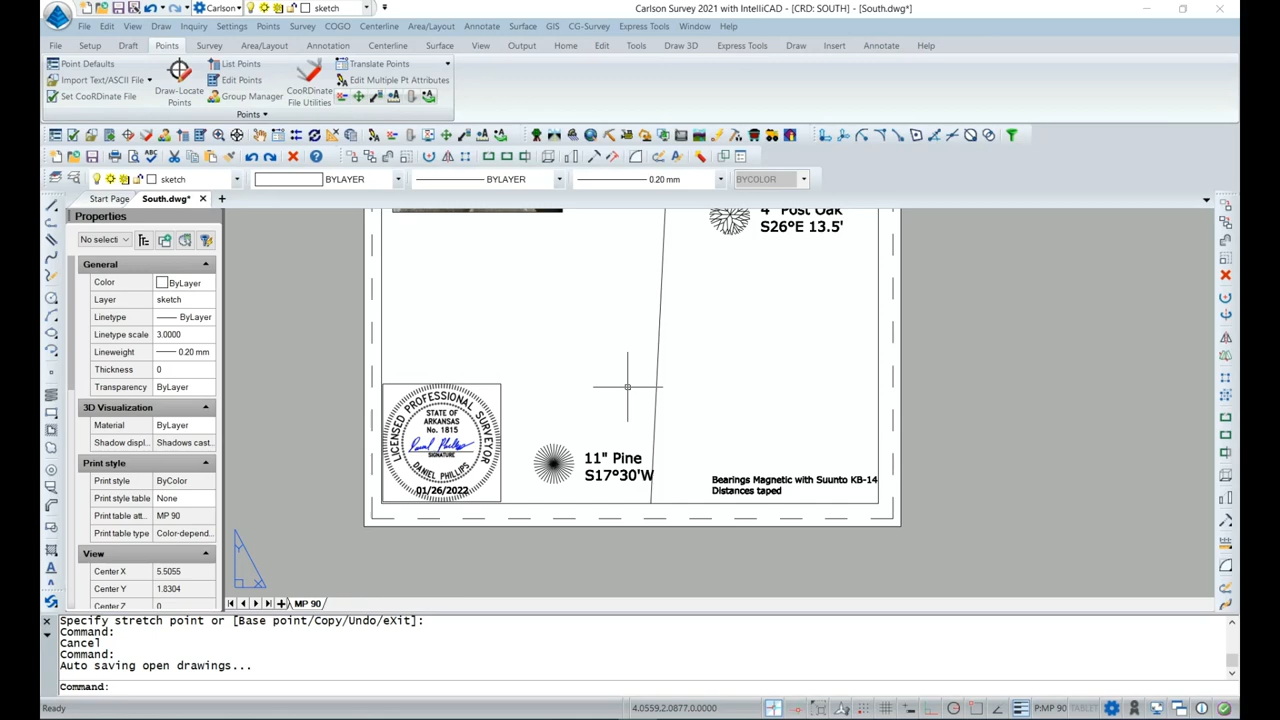 Carlson
sketch
Carlson Survey 2021 with IntelliCAD - [CRD: SOUTH] - [South.dwg*]
File Edit View Draw Inquiry Settings Points Survey COGO Centerline Area/Layout Surface GIS CG-Survey Express Tools Window Help
File Setup Draft Points Survey Area/Layout Annotation Centerline Surface View Output Home Edit Tools Draw 3D Express Tools Draw Insert Annotate Help
Point Defaults
Import Text/ASCII File
Set CooRDinate File
Draw-Locate
Points
List Points
Edit Points
Group Manager
CooRDinate
File Utilities
Translate Points
Edit Multiple Pt Attributes
Points
sketch
BYLAYER
BYLAYER
0.20 mm
BYCOLOR
Start Page
South.dwg*
Properties
No selecti
General
Color ByLayer
Layer sketch
Linetype ByLayer
Linetype scale 3.0000
Lineweight 0.20 mm
Thickness 0
Transparency ByLayer
3D Visualization
Material ByLayer
Shadow displ... Shadows cast...
Print style
Print style ByColor
Print style table None
Print table att... MP 90
Print table type Color-depend...
View
Center X 5.5055
Center Y 1.8304
Center Z 0
4" Post Oak
S26°E 13.5'
LICENSED PROFESSIONAL SURVEYOR
STATE OF
ARKANSAS
No. 1815
Daniel Phillips
SIGNATURE
DANIEL PHILLIPS
01/26/2022
11" Pine
S17°30'W
Bearings Magnetic with Suunto KB-14
Distances taped
Y
X
MP 90
Specify stretch point or [Base point/Copy/Undo/eXit]:
Command:
Cancel
Command:
Auto saving open drawings...
Command:
Ready
4.0559,2.0877,0.0000
P:MP 90
TABLET